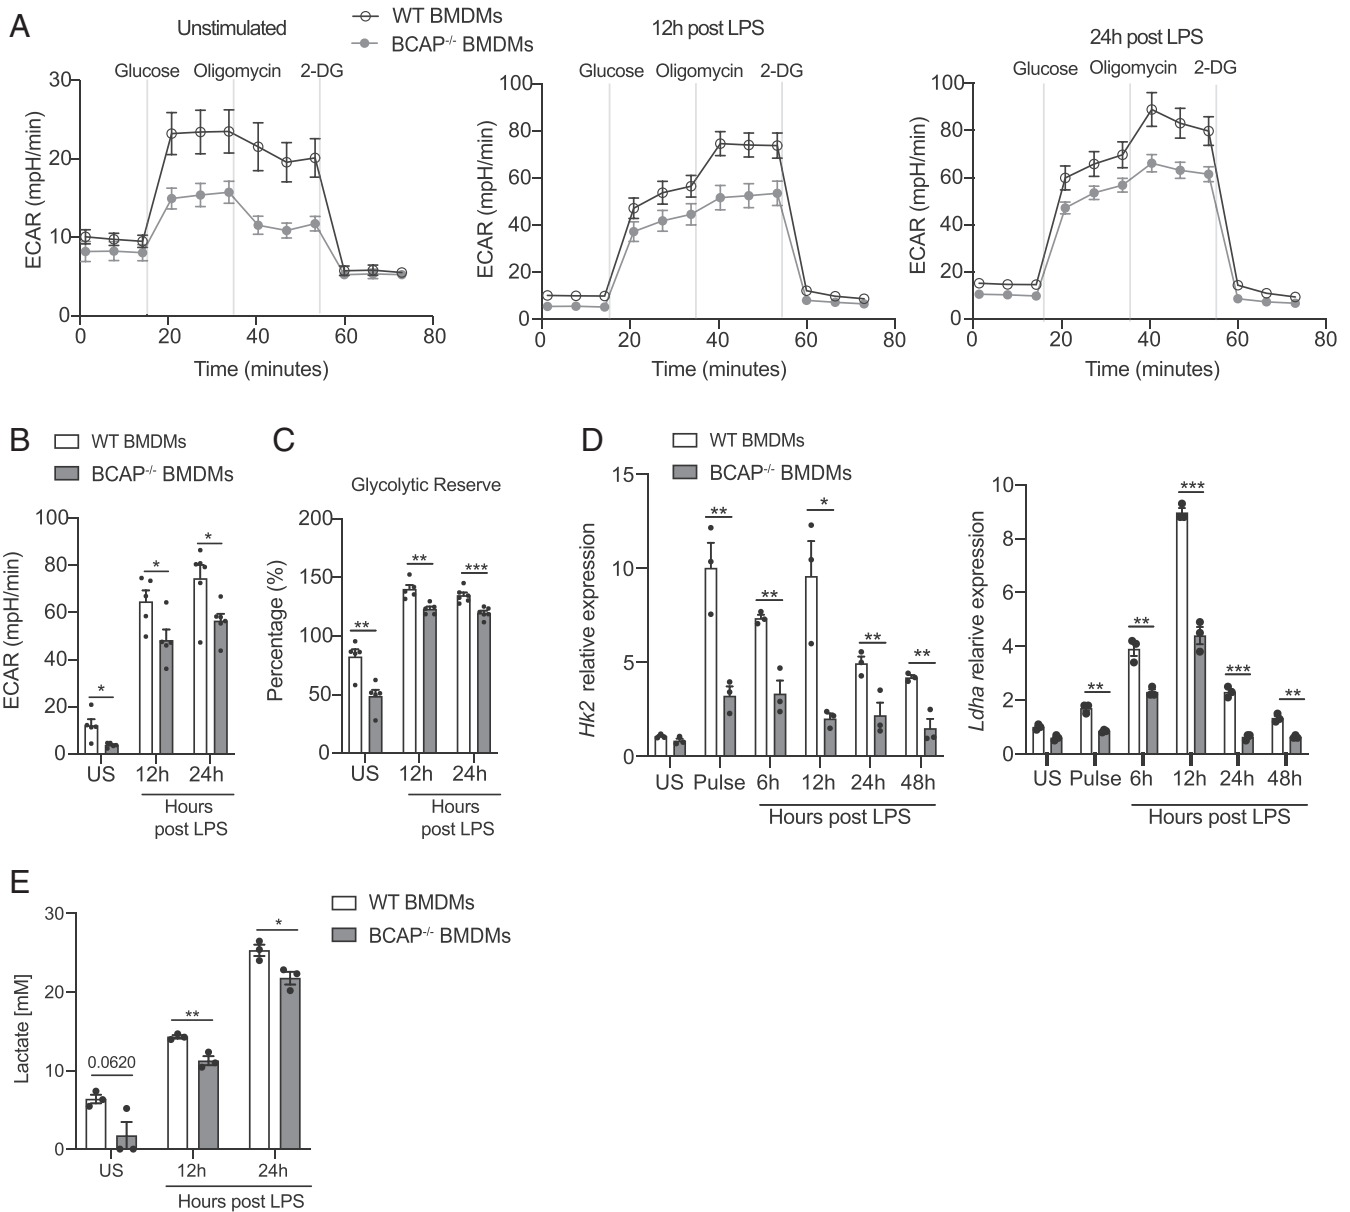 A
Unstimulated
WT BMDMs
BCAP-/- BMDMs
12h post LPS
24h post LPS
Glucose Oligomycin 2-DG
Glucose Oligomycin 2-DG
Glucose Oligomycin 2-DG
ECAR (mpH/min)
30
20
10
0
0 20 40 60 80
Time (minutes)
ECAR (mpH/min)
100
80
60
40
20
0
0 20 40 60 80
Time (minutes)
ECAR (mpH/min)
100
80
60
40
20
0
0 20 40 60 80
Time (minutes)
B
WT BMDMs
BCAP-/- BMDMs
ECAR (mpH/min)
100
80
60
40
20
0
* * *
US 12h 24h
Hours
post LPS
C
Glycolytic Reserve
Percentage (%)
200
150
100
50
0
** ** ***
US 12h 24h
Hours
post LPS
D
WT BMDMs
BCAP-/- BMDMs
Hk2 relative expression
15
10
5
0
** ** * ** **
US Pulse 6h 12h 24h 48h
Hours post LPS
Ldha relarive expression
10
8
6
4
2
0
** ** *** *** **
US Pulse 6h 12h 24h 48h
Hours post LPS
E
WT BMDMs
BCAP-/- BMDMs
Lactate [mM]
30
20
10
0
0.0620 ** *
US 12h 24h
Hours post LPS